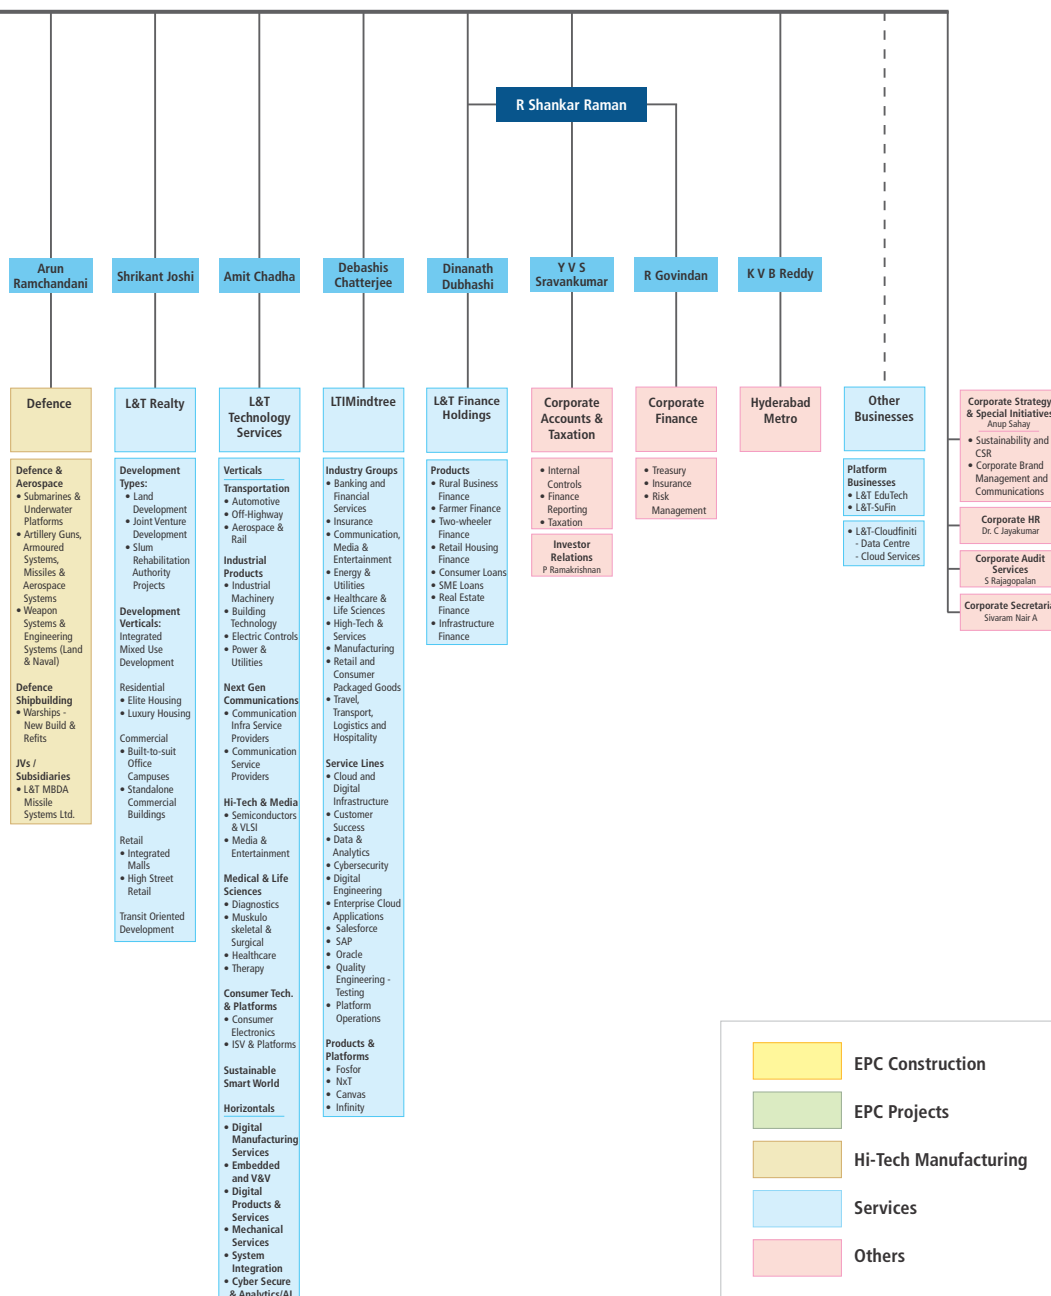 R Shankar Raman
Arun
Ramchandani
Shrikant Joshi
Amit Chadha
Debashis
Chatterjee
Dinanath
Dubhashi
Y V S
Sravankumar
R Govindan
K V B Reddy
Defence
Defence &
Aerospace
• Submarines &
Underwater
Platforms
• Artillery Guns,
Armoured
Systems,
Missiles &
Aerospace
Systems
• Weapon
Systems &
Engineering
Systems (Land
& Naval)
Defence
Shipbuilding
• Warships -
New Build &
Refits
JVs /
Subsidiaries
• L&T MBDA
Missile
Systems Ltd.
L&T Realty
Development
Types:
• Land
Development
• Joint Venture
Development
• Slum
Rehabilitation
Authority
Projects
Development
Verticals:
Integrated
Mixed Use
Development
Residential
• Elite Housing
• Luxury Housing
Commercial
• Built-to-suit
Office
Campuses
• Standalone
Commercial
Buildings
Retail
• Integrated
Malls
• High Street
Retail
Transit Oriented
Development
L&T
Technology
Services
Verticals
Transportation
• Automotive
• Off-Highway
• Aerospace &
Rail
Industrial
Products
• Industrial
Machinery
• Building
Technology
• Electric Controls
• Power &
Utilities
Next Gen
Communications
• Communication
Infra Service
Providers
• Communication
Service
Providers
Hi-Tech & Media
• Semiconductors
& VLSI
• Media &
Entertainment
Medical & Life
Sciences
• Diagnostics
• Muskulo
skeletal &
Surgical
• Healthcare
• Therapy
Consumer Tech.
& Platforms
• Consumer
Electronics
• ISV & Platforms
Sustainable
Smart World
Horizontals
• Digital
Manufacturing
Services
• Embedded
and V&V
• Digital
Products &
Services
• Mechanical
Services
• System
Integration
• Cyber Secure
& Analytics/AI
LTIMindtree
Industry Groups
• Banking and
Financial
Services
• Insurance
• Communication,
Media &
Entertainment
• Energy &
Utilities
• Healthcare &
Life Sciences
• High-Tech &
Services
• Manufacturing
• Retail and
Consumer
Packaged Goods
• Travel,
Transport,
Logistics and
Hospitality
Service Lines
• Cloud and
Digital
Infrastructure
• Customer
Success
• Data &
Analytics
• Cybersecurity
• Digital
Engineering
• Enterprise Cloud
Applications
• Salesforce
• SAP
• Oracle
• Quality
Engineering -
Testing
• Platform
Operations
Products &
Platforms
• Fosfor
• NxT
• Canvas
• Infinity
L&T Finance
Holdings
Products
• Rural Business
Finance
• Farmer Finance
• Two-wheeler
Finance
• Retail Housing
Finance
• Consumer Loans
• SME Loans
• Real Estate
Finance
• Infrastructure
Finance
Corporate
Accounts &
Taxation
• Internal
Controls
• Finance
Reporting
• Taxation
Investor
Relations
P Ramakrishnan
Corporate
Finance
• Treasury
• Insurance
• Risk
Management
Hyderabad
Metro
Other
Businesses
Platform
Businesses
• L&T EduTech
• L&T-SuFin
• L&T-Cloudfiniti
- Data Centre
- Cloud Services
Corporate Strategy
& Special Initiatives
Anup Sahay
• Sustainability and
CSR
• Corporate Brand
Management and
Communications
Corporate HR
Dr. C Jayakumar
Corporate Audit
Services
S Rajagopalan
Corporate Secretaria
Sivaram Nair A
EPC Construction
EPC Projects
Hi-Tech Manufacturing
Services
Others